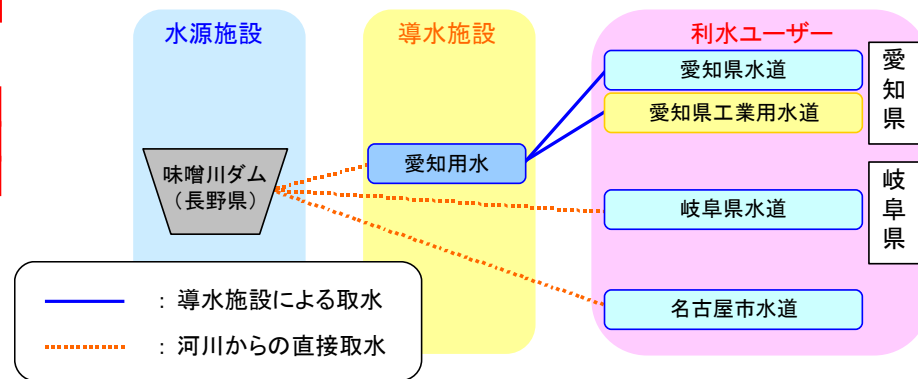 水源施設
導水施設
利水ユーザー
愛知県水道
愛知県
愛知県工業用水道
味噌川ダム
(長野県)
愛知用水
岐阜県水道
岐阜県
名古屋市水道
: 導水施設による取水
: 河川からの直接取水